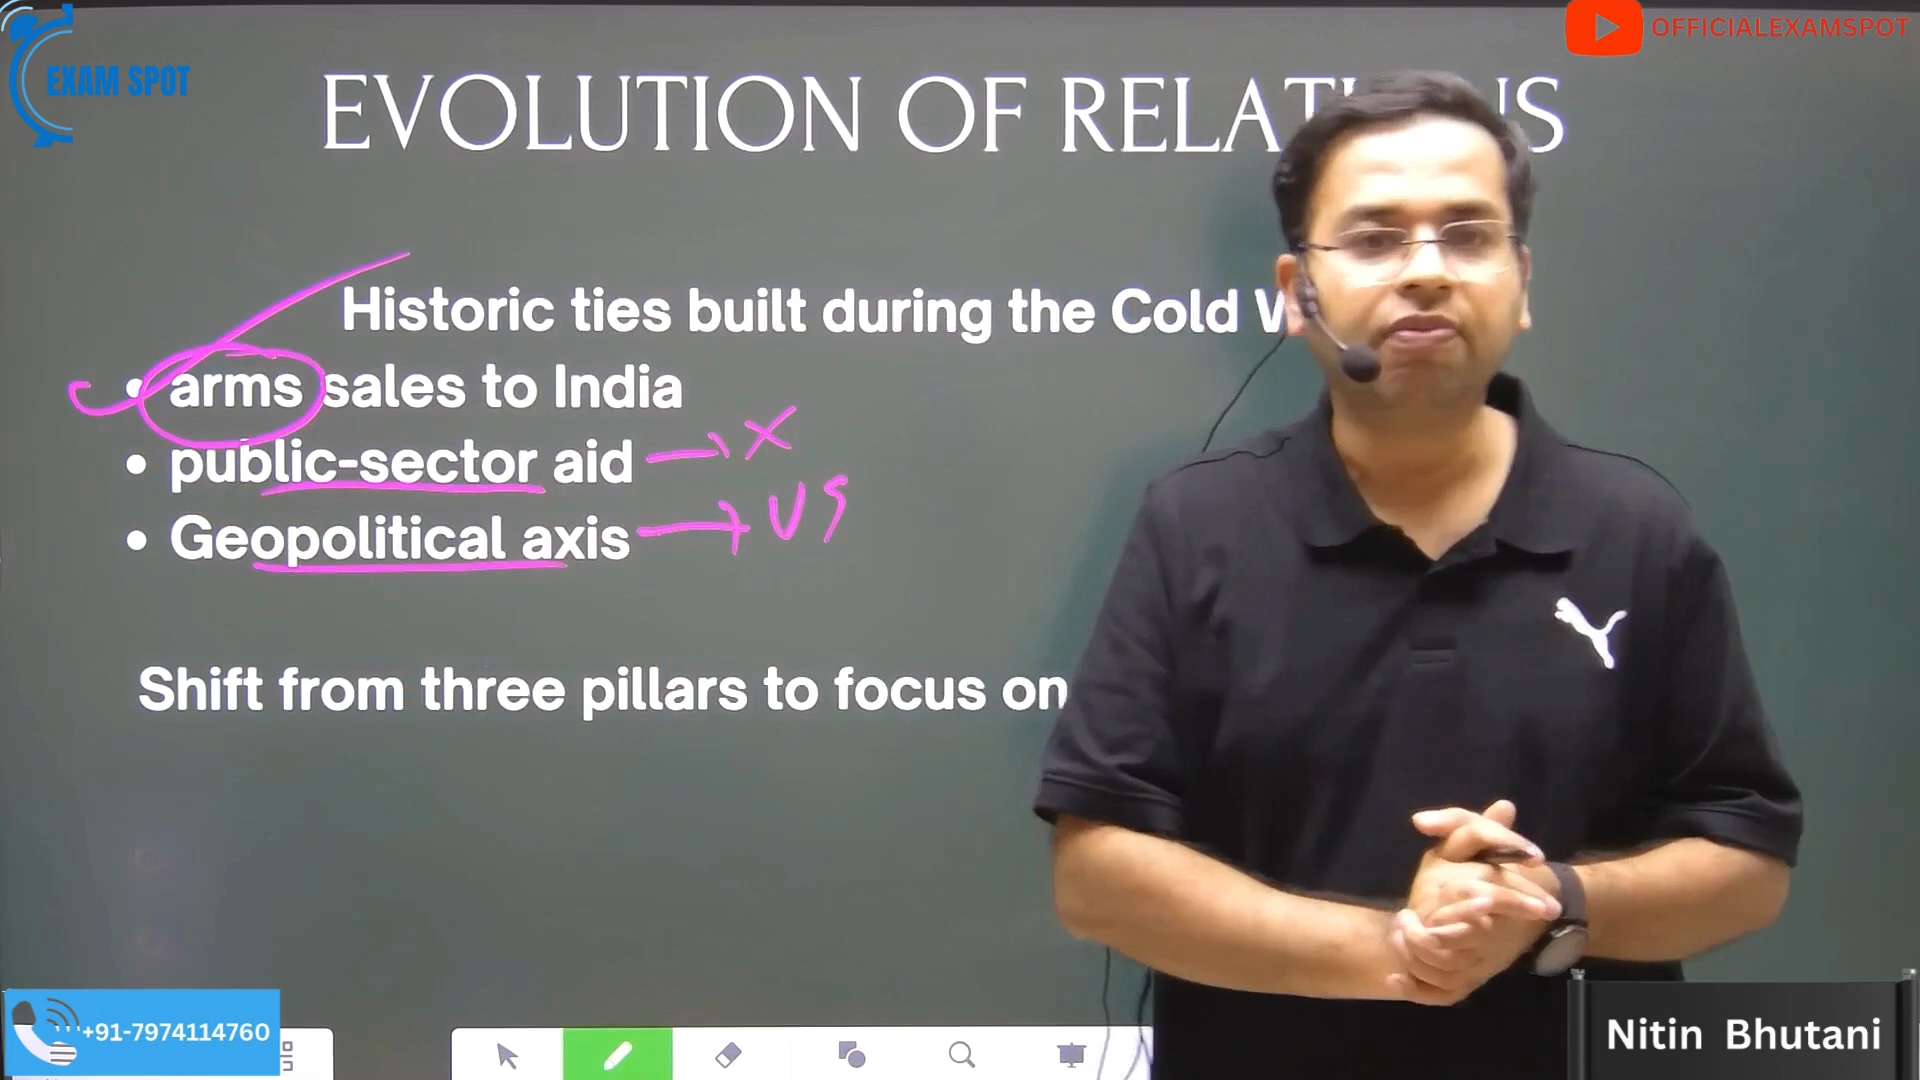 EXAM SPOT
OFFICIALEXAMSPOT
EVOLUTION OF
Historic ties built during the Cold
• arms sales to India
• public-sector aid → X
• Geopolitical axis → US
Shift from three pillars to focus on
+91-7974114760
Nitin Bhutani